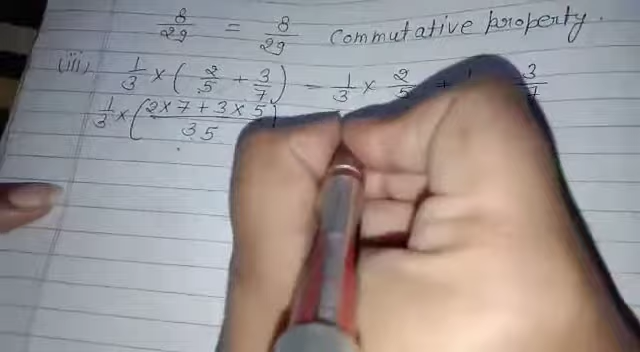 8/29 = 8/29 Commutative property.
(iii) 1/3 × (2/5 + 3/7) = 1/3 × 2/5 + 3/7
1/3 × (2×7+3×5/35)